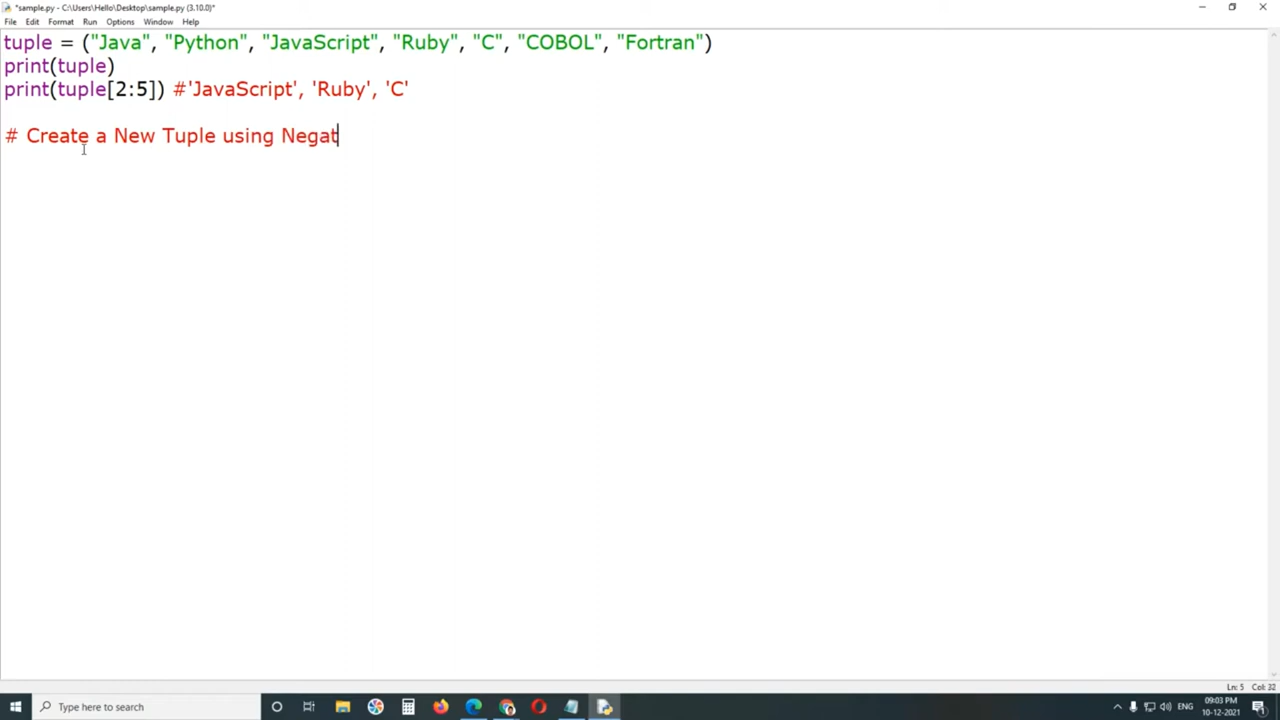 *sample.py - C:\Users\Hello\Desktop\sample.py (3.10.0)*
File Edit Format Run Options Window Help
tuple = ("Java", "Python", "JavaScript", "Ruby", "C", "COBOL", "Fortran")
print(tuple)
print(tuple[2:5]) #'JavaScript', 'Ruby', 'C'
# Create a New Tuple using Negat
Ln: 5 Col: 32
Type here to search
ENG
09:03 PM
10-12-2021
1